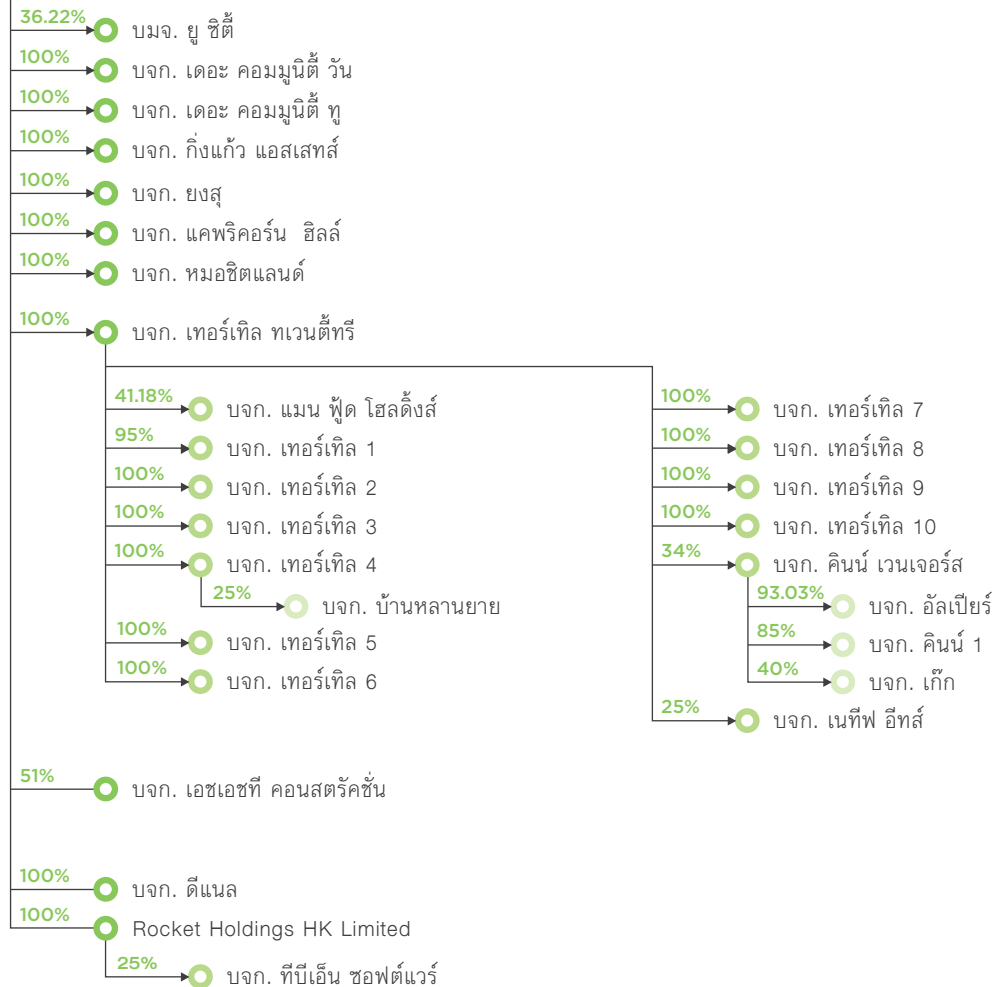 36.22% บมจ. ยู ซิตี้
100% บจก. เดอะ คอมมูนิตี้ วัน
100% บจก. เดอะ คอมมูนิตี้ ทู
100% บจก. กิ่งแก้ว แอสเสทส์
100% บจก. ยงสุ
100% บจก. แคพริคอร์น ฮิลล์
100% บจก. หมอชิตแลนด์
100% บจก. เทอร์เทิล ทเวนตี้ทรี
41.18% บจก. แมน ฟู้ด โฮลดิ้งส์
95% บจก. เทอร์เทิล 1
100% บจก. เทอร์เทิล 2
100% บจก. เทอร์เทิล 3
100% บจก. เทอร์เทิล 4
25% บจก. บ้านหลานยาย
100% บจก. เทอร์เทิล 5
100% บจก. เทอร์เทิล 6
100% บจก. เทอร์เทิล 7
100% บจก. เทอร์เทิล 8
100% บจก. เทอร์เทิล 9
100% บจก. เทอร์เทิล 10
34% บจก. คินน์ เวนเจอร์ส
93.03% บจก. อัลเปียร์
85% บจก. คินน์ 1
40% บจก. เก๊ก
25% บจก. เนทีฟ อีทส์
51% บจก. เอชเอชที คอนสตรัคชั่น
100% บจก. ดีแนล
100% Rocket Holdings HK Limited
25% บจก. ทีบีเอ็น ซอฟต์แวร์